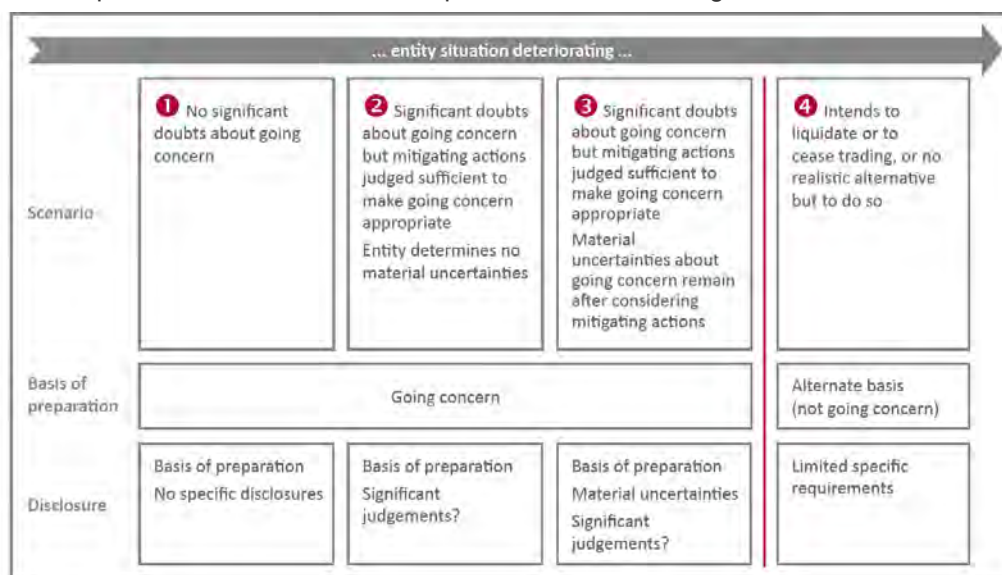 ... entity situation deteriorating ...
Scenario
1 No significant
doubts about going
concern
2 Significant doubts
about going concern
but mitigating actions
judged sufficient to
make going concern
appropriate
Entity determines no
material uncertainties
3 Significant doubts
about going concern
but mitigating actions
judged sufficient to
make going concern
appropriate
Material
uncertainties about
going concern remain
after considering
mitigating actions
4 Intends to
liquidate or to
cease trading, or no
realistic alternative
but to do so
Basis of
preparation
Going concern
Alternate basis
(not going concern)
Disclosure
Basis of preparation
No specific disclosures
Basis of preparation
Significant
judgements?
Basis of preparation
Material uncertainties
Significant
judgements?
Limited specific
requirements